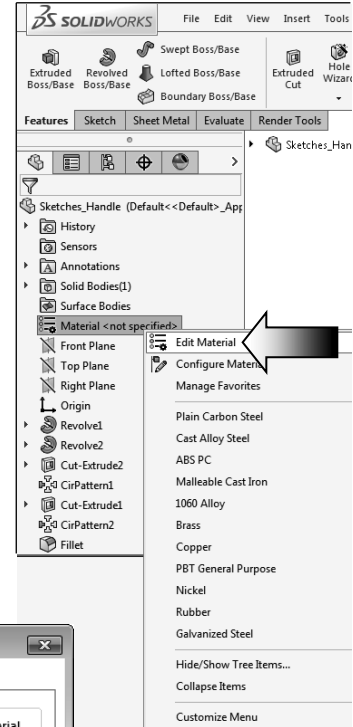 SOLIDWORKS File Edit View Insert Tools
Extruded Boss/Base
Revolved Boss/Base
Swept Boss/Base
Lofted Boss/Base
Boundary Boss/Base
Extruded Cut
Hole Wizard
Features Sketch Sheet Metal Evaluate Render Tools
Sketches_Han
Sketches_Handle (Default<<Default>_App
History
Sensors
Annotations
Solid Bodies(1)
Surface Bodies
Material <not specified>
Front Plane
Top Plane
Right Plane
Origin
Revolve1
Revolve2
Cut-Extrude2
CirPattern1
Cut-Extrude1
CirPattern2
Fillet
Edit Material
Configure Material
Manage Favorites
Plain Carbon Steel
Cast Alloy Steel
ABS PC
Malleable Cast Iron
1060 Alloy
Brass
Copper
PBT General Purpose
Nickel
Rubber
Galvanized Steel
Hide/Show Tree Items...
Collapse Items
Customize Menu